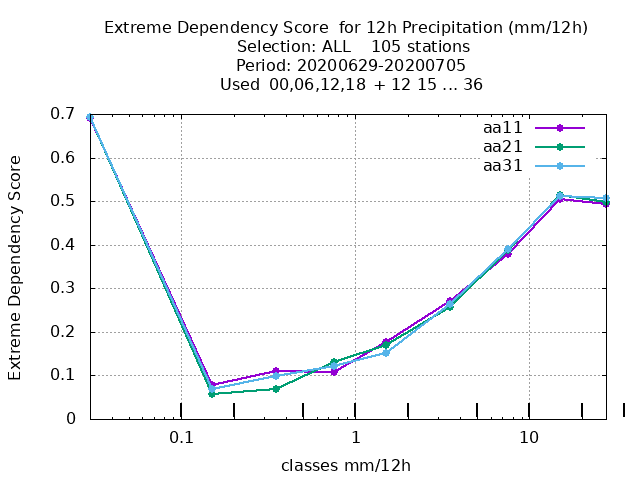 Extreme Dependency Score  for 12h Precipitation (mm/12h)
Selection: ALL    105 stations
Period: 20200629-20200705
Used  00,06,12,18  + 12 15 ... 36
aa11
aa21
aa31
Extreme Dependency Score
0.7
0.6
0.5
0.4
0.3
0.2
0.1
0
0.1
1
10
classes mm/12h